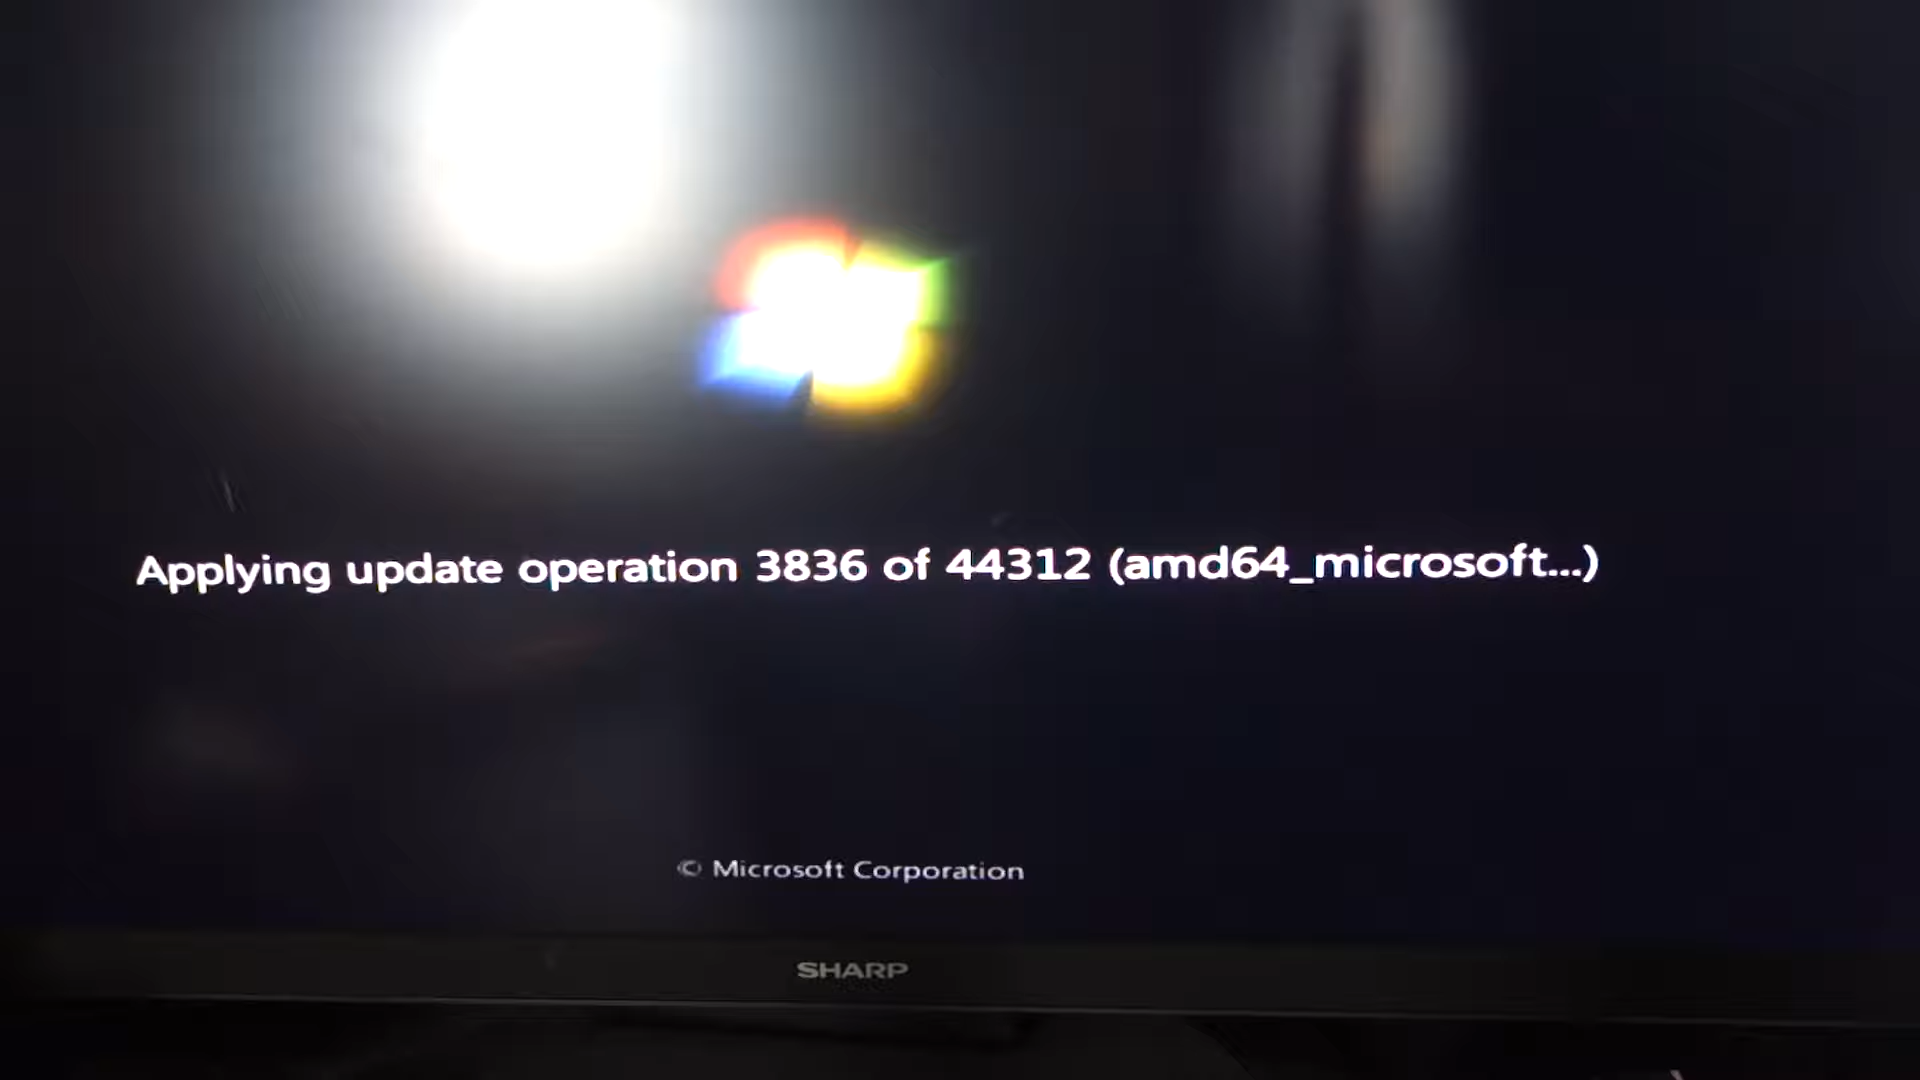 Applying update operation 3836 of 44312 (amd64_microsoft...)
© Microsoft Corporation
SHARP